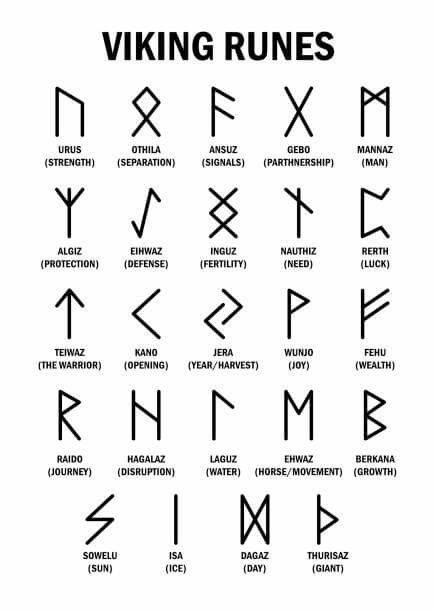 VIKING RUNES
ᚢ ᛟ ᚨ ᚷ ᛗ
URUS OTHILA ANSUZ GEBO MANNAZ
(STRENGTH) (SEPARATION) (SIGNALS) (PARTHNERSHIP) (MAN)
ᛉ ᛇ ᛝ ᚾ ᛈ
ALGIZ EIHWAZ INGUZ NAUTHIZ RERTH
(PROTECTION) (DEFENSE) (FERTILITY) (NEED) (LUCK)
ᛏ ᚲ ᛃ ᚹ ᚠ
TEIWAZ KANO JERA WUNJO FEHU
(THE WARRIOR) (OPENING) (YEAR/HARVEST) (JOY) (WEALTH)
ᚱ ᚺ ᛚ ᛖ ᛒ
RAIDO HAGALAZ LAGUZ EHWAZ BERKANA
(JOURNEY) (DISRUPTION) (WATER) (HORSE/MOVEMENT) (GROWTH)
ᛋ ᛁ ᛞ ᚦ
SOWELU ISA DAGAZ THURISAZ
(SUN) (ICE) (DAY) (GIANT)